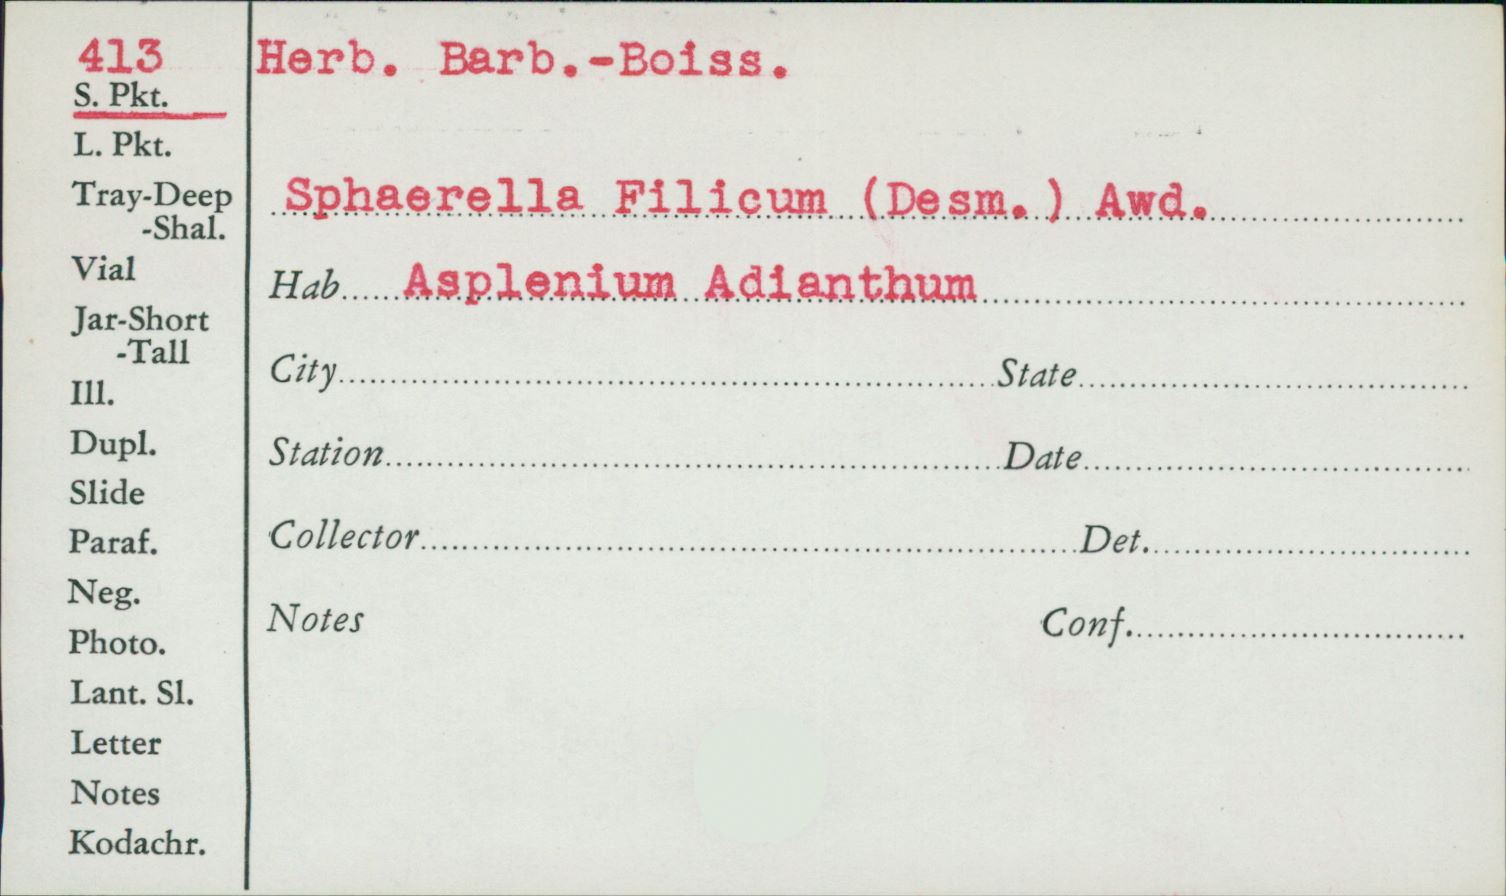 413
S. Pkt.
L. Pkt.
Tray-Deep
-Shal.
Vial
Jar-Short
-Tall
Ill.
Dupl.
Slide
Paraf.
Neg.
Photo.
Lant. Sl.
Letter
Notes
Kodachr.
Herb. Barb.-Boiss.
Sphaerella Filicum (Desm.) Awd.
Hab Asplenium Adianthum
City State
Station Date
Collector Det.
Notes Conf.